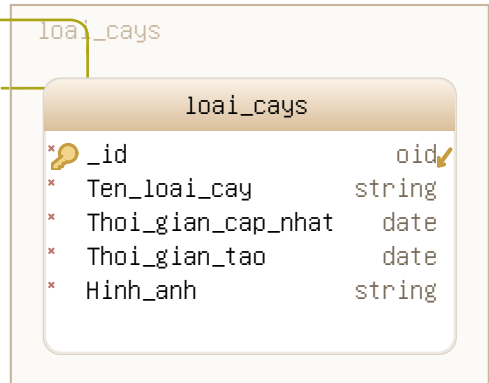 loai_cays
loai_cays
_id oid
Ten_loai_cay string
Thoi_gian_cap_nhat date
Thoi_gian_tao date
Hinh_anh string